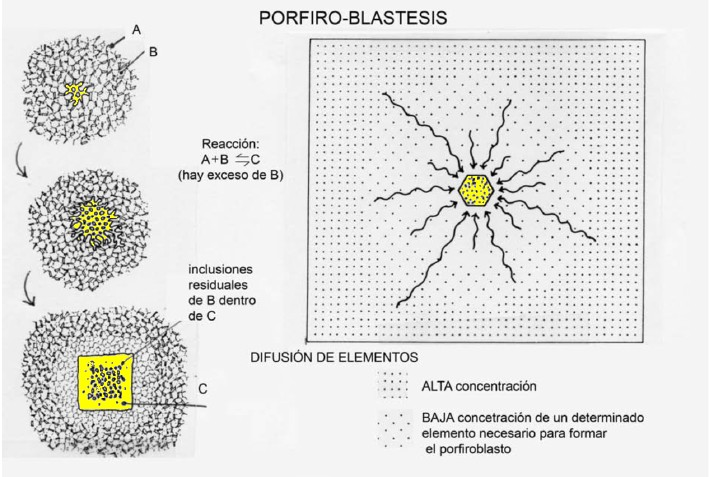 PORFIRO-BLASTESIS
A
B
Reacción:
A+B ⇋C
(hay exceso de B)
inclusiones
residuales
de B dentro
de C
C
DIFUSIÓN DE ELEMENTOS
ALTA concentración
BAJA concetración de un determinado
elemento necesario para formar
el porfiroblasto